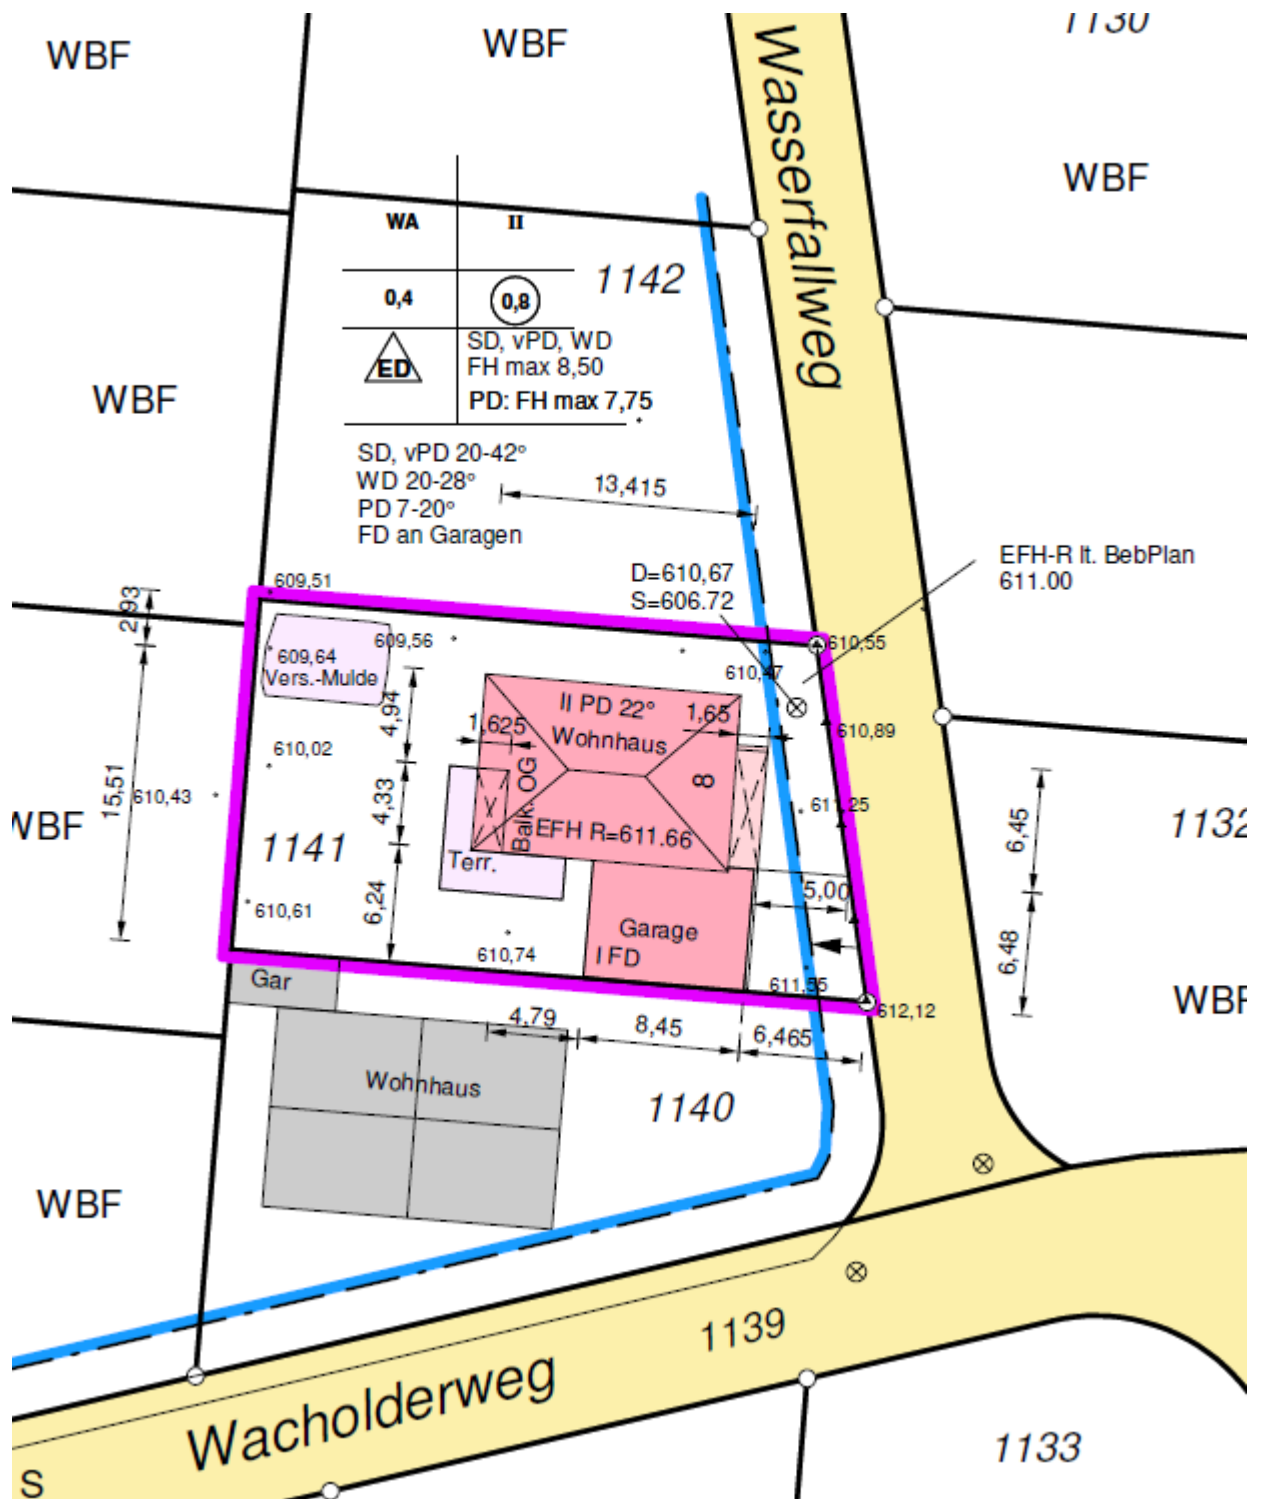 1130
WBF
WBF
Wasserfallweg
WBF
WA
II
1142
0,4
0,8
ED
SD, vPD, WD
FH max 8,50
PD: FH max 7,75
WBF
SD, vPD 20-42°
WD 20-28°
PD 7-20°
FD an Garagen
13,415
EFH-R lt. BebPlan
611.00
D=610,67
S=606.72
2,93
609,51
609,56
610,55
609,64
Vers.-Mulde
610,47
4,94
II PD 22°
Wohnhaus
1,625
1,65
610,89
610,02
8
15,51
610,43
4,33
Balk. OG
611,25
6,45
WBF
1132
1141
EFH R=611.66
Terr.
5,00
610,61
6,24
Garage
I FD
610,74
6,48
Gar
611,55
612,12
WBF
4,79
8,45
6,465
Wohnhaus
1140
WBF
1139
Wacholderweg
1133
S